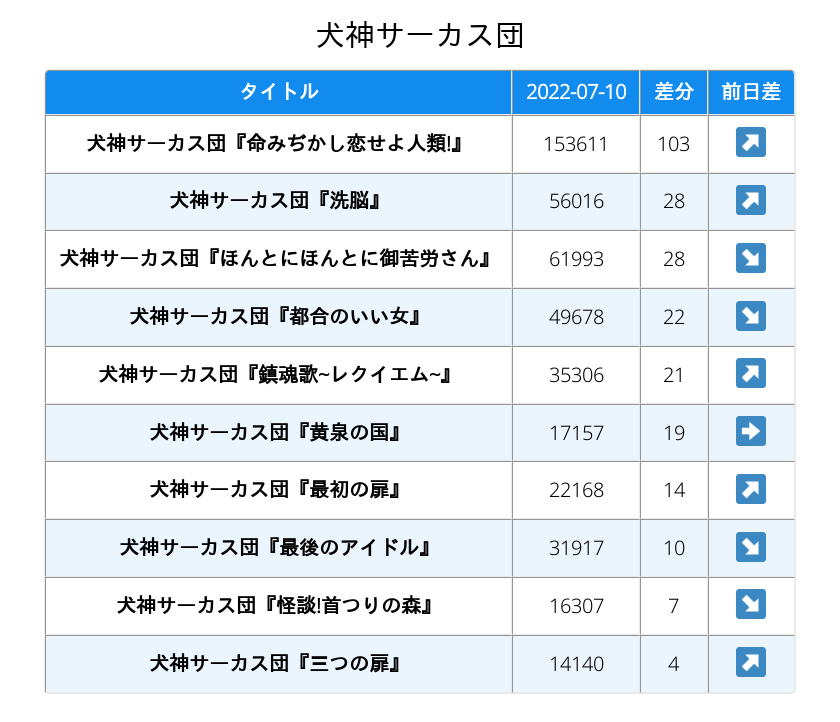 犬神サーカス団
タイトル 2022-07-10 差分 前日差
犬神サーカス団『命みぢかし恋せよ人類!』 153611 103 ↗
犬神サーカス団『洗脳』 56016 28 ↗
犬神サーカス団『ほんとにほんとに御苦労さん』 61993 28 ↘
犬神サーカス団『都合のいい女』 49678 22 ↘
犬神サーカス団『鎮魂歌~レクイエム~』 35306 21 ↗
犬神サーカス団『黄泉の国』 17157 19 ➡
犬神サーカス団『最初の扉』 22168 14 ↗
犬神サーカス団『最後のアイドル』 31917 10 ↘
犬神サーカス団『怪談!首つりの森』 16307 7 ↘
犬神サーカス団『三つの扉』 14140 4 ↗